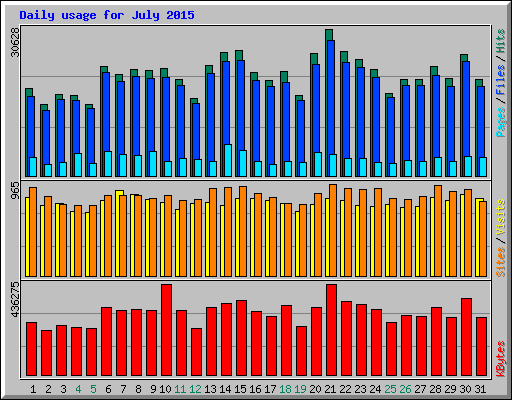 Daily usage for July 2015
30628
Pages / Files / Hits
965
Sites / Visits
436275
KBytes
1 2 3 4 5 6 7 8 9 10 11 12 13 14 15 16 17 18 19 20 21 22 23 24 25 26 27 28 29 30 31